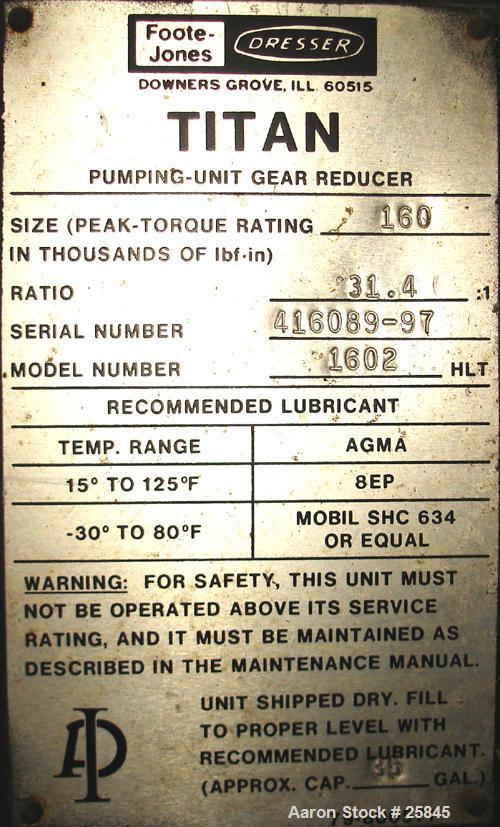 Foote-
Jones
DRESSER
DOWNERS GROVE, ILL. 60515
TITAN
PUMPING-UNIT GEAR REDUCER
SIZE (PEAK-TORQUE RATING 160
IN THOUSANDS OF lbf·in)
RATIO 31.4 :1
SERIAL NUMBER 416089-97
MODEL NUMBER 1602 HLT
RECOMMENDED LUBRICANT
TEMP. RANGE AGMA
15° TO 125°F 8EP
-30° TO 80°F MOBIL SHC 634
OR EQUAL
WARNING: FOR SAFETY, THIS UNIT MUST
NOT BE OPERATED ABOVE ITS SERVICE
RATING, AND IT MUST BE MAINTAINED AS
DESCRIBED IN THE MAINTENANCE MANUAL.
API
UNIT SHIPPED DRY. FILL
TO PROPER LEVEL WITH
RECOMMENDED LUBRICANT.
(APPROX. CAP. 35 GAL.)
Aaron Stock # 25845